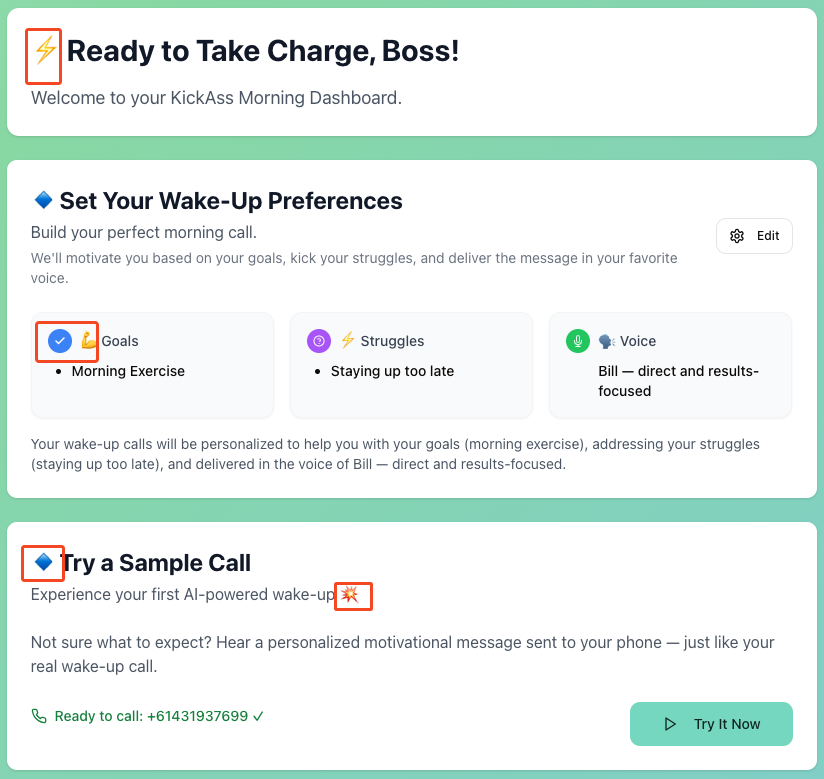 ⚡ Ready to Take Charge, Boss!
Welcome to your KickAss Morning Dashboard.
🔷 Set Your Wake-Up Preferences
Build your perfect morning call.
We'll motivate you based on your goals, kick your struggles, and deliver the message in your favorite
voice.
Edit
💪 Goals
• Morning Exercise
⚡ Struggles
• Staying up too late
🗣️ Voice
Bill — direct and results-
focused
Your wake-up calls will be personalized to help you with your goals (morning exercise), addressing your struggles
(staying up too late), and delivered in the voice of Bill — direct and results-focused.
🔷 Try a Sample Call
Experience your first AI-powered wake-up 💥
Not sure what to expect? Hear a personalized motivational message sent to your phone — just like your
real wake-up call.
Ready to call: +61431937699 ✓
Try It Now